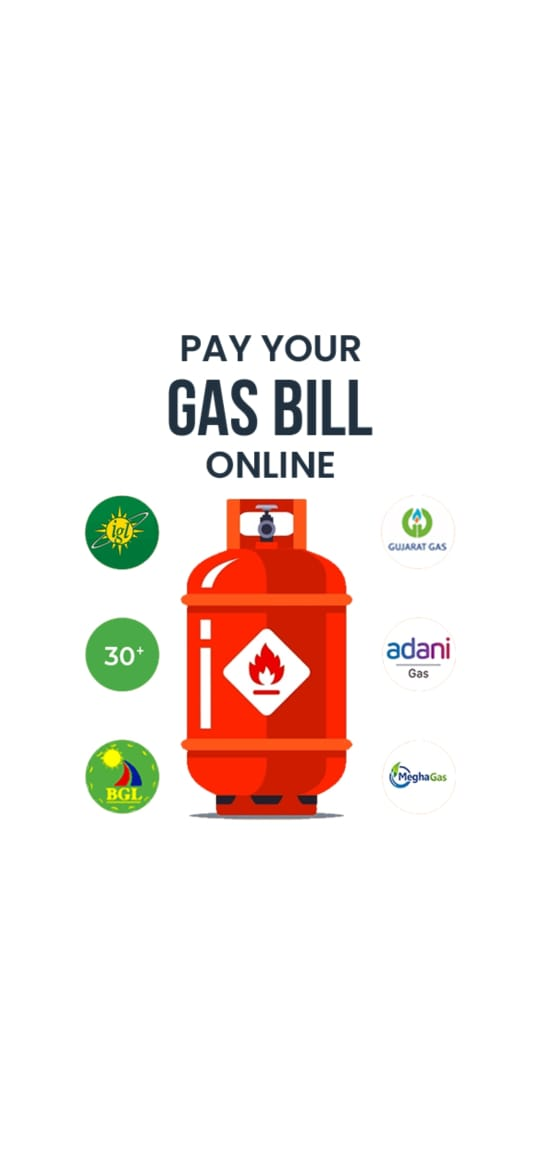 PAY YOUR
GAS BILL
ONLINE
igl
GUJARAT GAS
30+
adani
Gas
BGL
MeghaGas